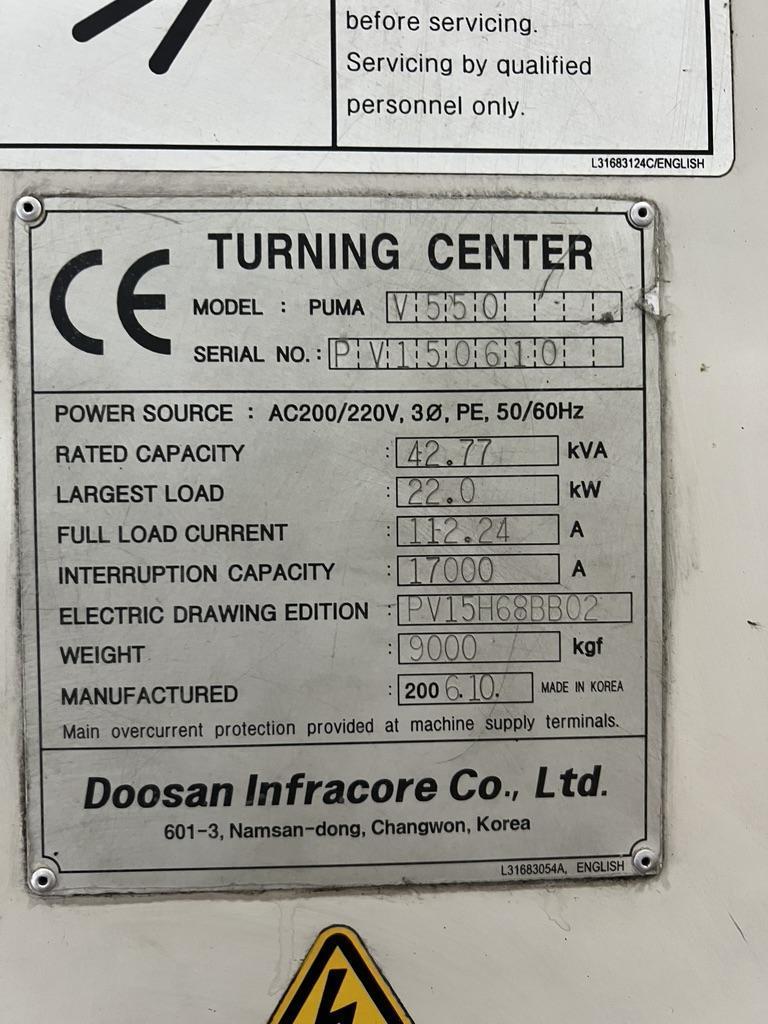 before servicing.
Servicing by qualified
personnel only.
L31683124C/ENGLISH
CE TURNING CENTER
MODEL : PUMA V550
SERIAL NO. : PV150610
POWER SOURCE : AC200/220V, 3Ø, PE, 50/60Hz
RATED CAPACITY : 42.77 kVA
LARGEST LOAD : 22.0 kW
FULL LOAD CURRENT : 112.24 A
INTERRUPTION CAPACITY : 17000 A
ELECTRIC DRAWING EDITION : PV15H68BB02
WEIGHT : 9000 kgf
MANUFACTURED : 2006.10. MADE IN KOREA
Main overcurrent protection provided at machine supply terminals.
Doosan Infracore Co., Ltd.
601-3, Namsan-dong, Changwon, Korea
L31683054A, ENGLISH